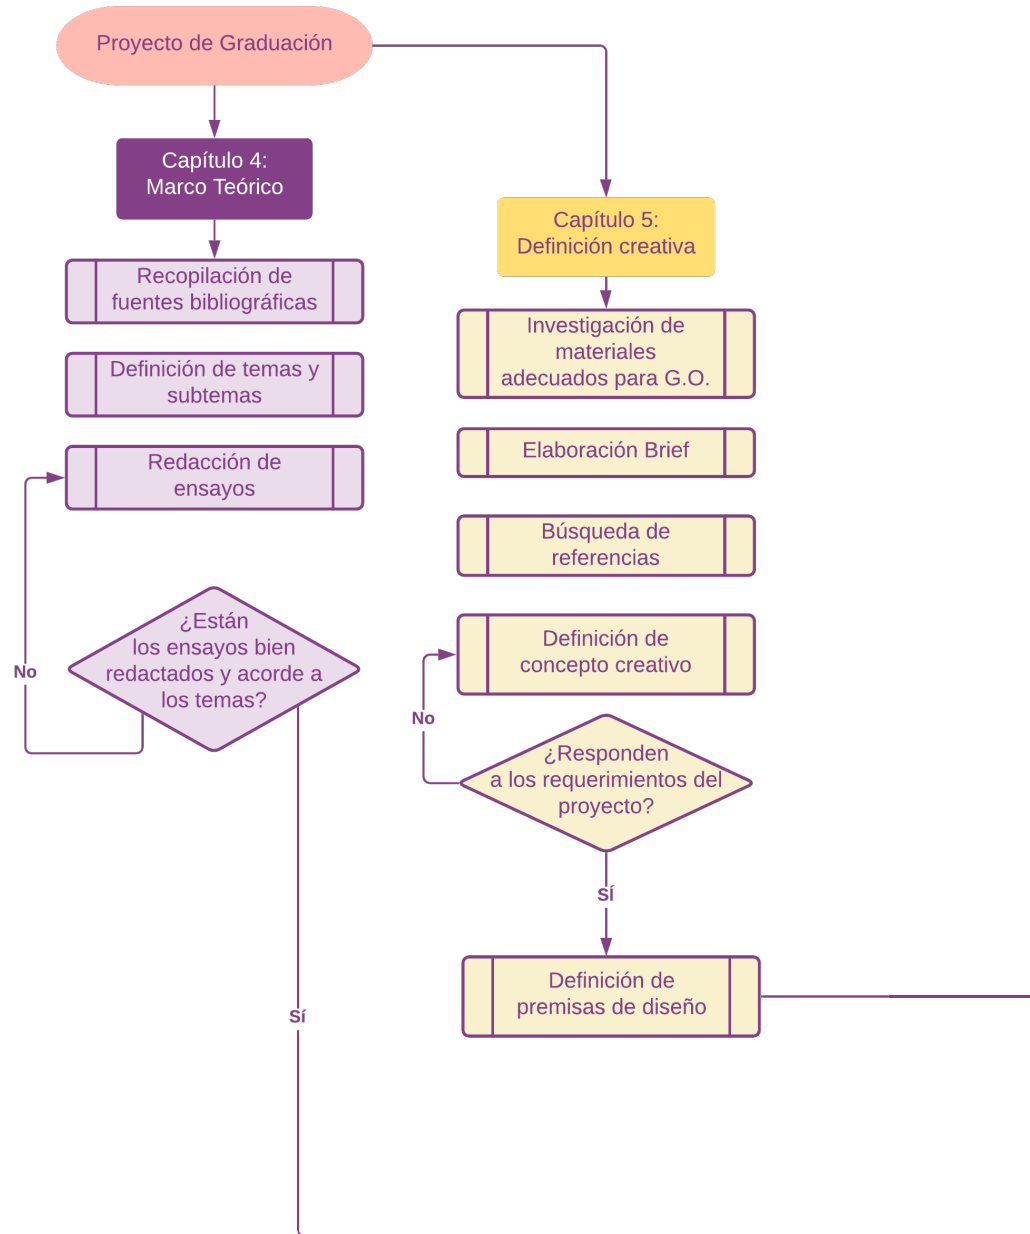 Proyecto de Graduación
Capítulo 4:
Marco Teórico
Recopilación de
fuentes bibliográficas
Definición de temas y
subtemas
Redacción de
ensayos
¿Están
los ensayos bien
redactados y acorde a
los temas?
No
Sí
Capítulo 5:
Definición creativa
Investigación de
materiales
adecuados para G.O.
Elaboración Brief
Búsqueda de
referencias
Definición de
concepto creativo
No
¿Responden
a los requerimientos del
proyecto?
SÍ
Definición de
premisas de diseño